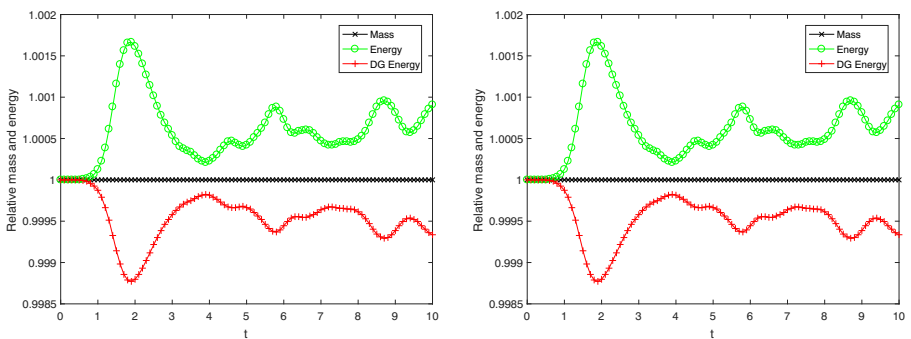 1.002
1.0015
1.001
1.0005
1
0.9995
0.999
0.9985
Relative mass and energy
Mass
Energy
DG Energy
0 1 2 3 4 5 6 7 8 9 10
t
1.002
1.0015
1.001
1.0005
1
0.9995
0.999
0.9985
Relative mass and energy
Mass
Energy
DG Energy
0 1 2 3 4 5 6 7 8 9 10
t